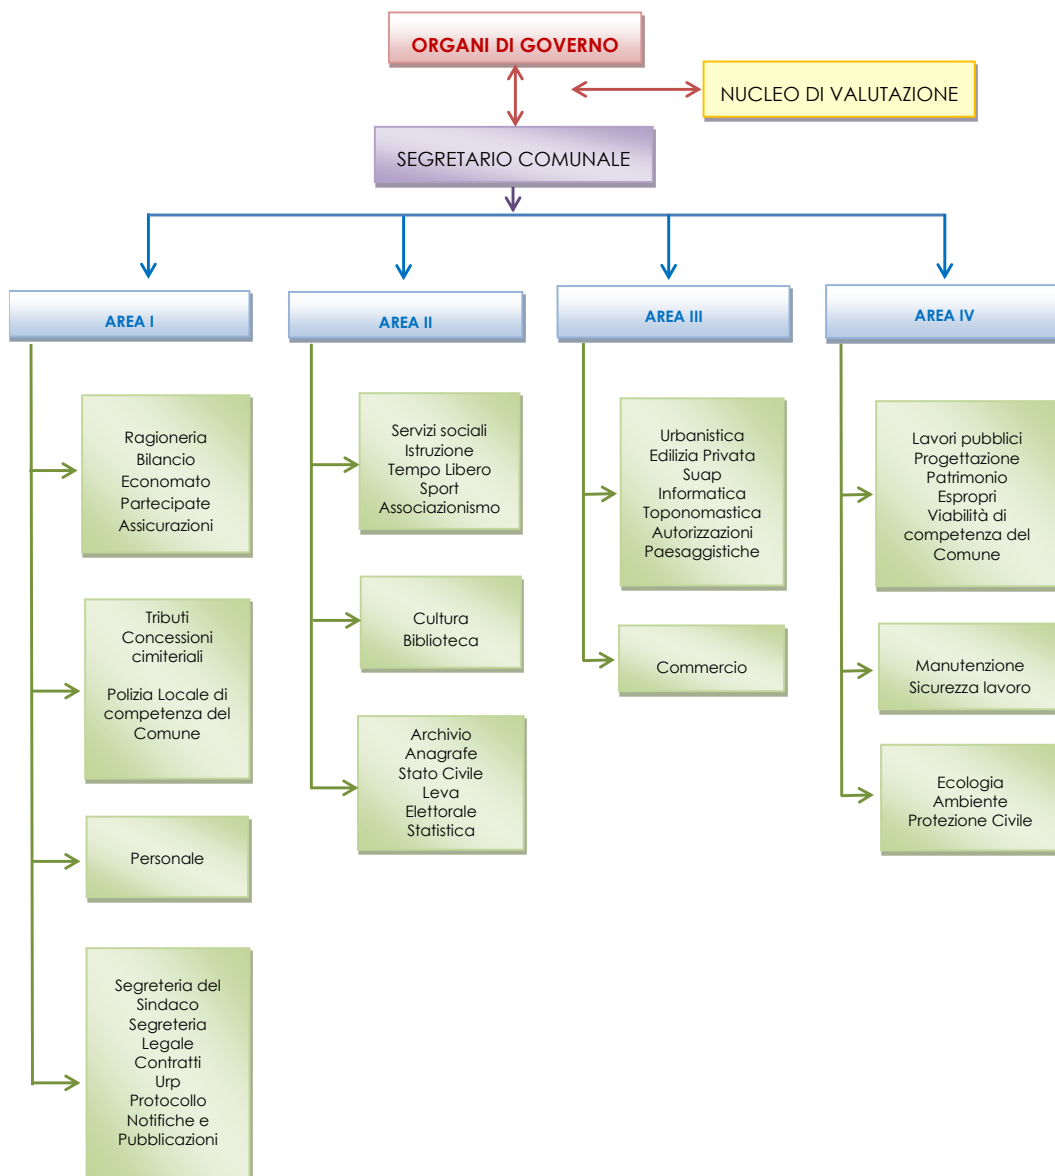 ORGANI DI GOVERNO
NUCLEO DI VALUTAZIONE
SEGRETARIO COMUNALE
AREA I
Ragioneria
Bilancio
Economato
Partecipate
Assicurazioni
Tributi
Concessioni
cimiteriali
Polizia Locale di
competenza del
Comune
Personale
Segreteria del
Sindaco
Segreteria
Legale
Contratti
Urp
Protocollo
Notifiche e
Pubblicazioni
AREA II
Servizi sociali
Istruzione
Tempo Libero
Sport
Associazionismo
Cultura
Biblioteca
Archivio
Anagrafe
Stato Civile
Leva
Elettorale
Statistica
AREA III
Urbanistica
Edilizia Privata
Suap
Informatica
Toponomastica
Autorizzazioni
Paesaggistiche
Commercio
AREA IV
Lavori pubblici
Progettazione
Patrimonio
Espropri
Viabilità di
competenza del
Comune
Manutenzione
Sicurezza lavoro
Ecologia
Ambiente
Protezione Civile